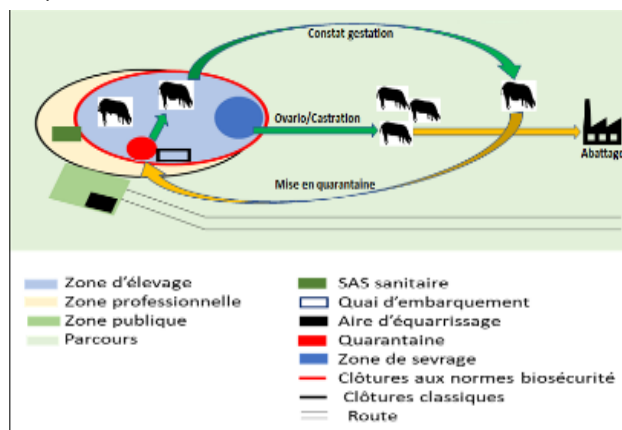 Constat gestation
Ovario/Castration
Abattage
Mise en quarantaine
Zone d'élevage
Zone professionnelle
Zone publique
Parcours
SAS sanitaire
Quai d'embarquement
Aire d'équarrissage
Quarantaine
Zone de sevrage
Clôtures aux normes biosécurité
Clôtures classiques
Route